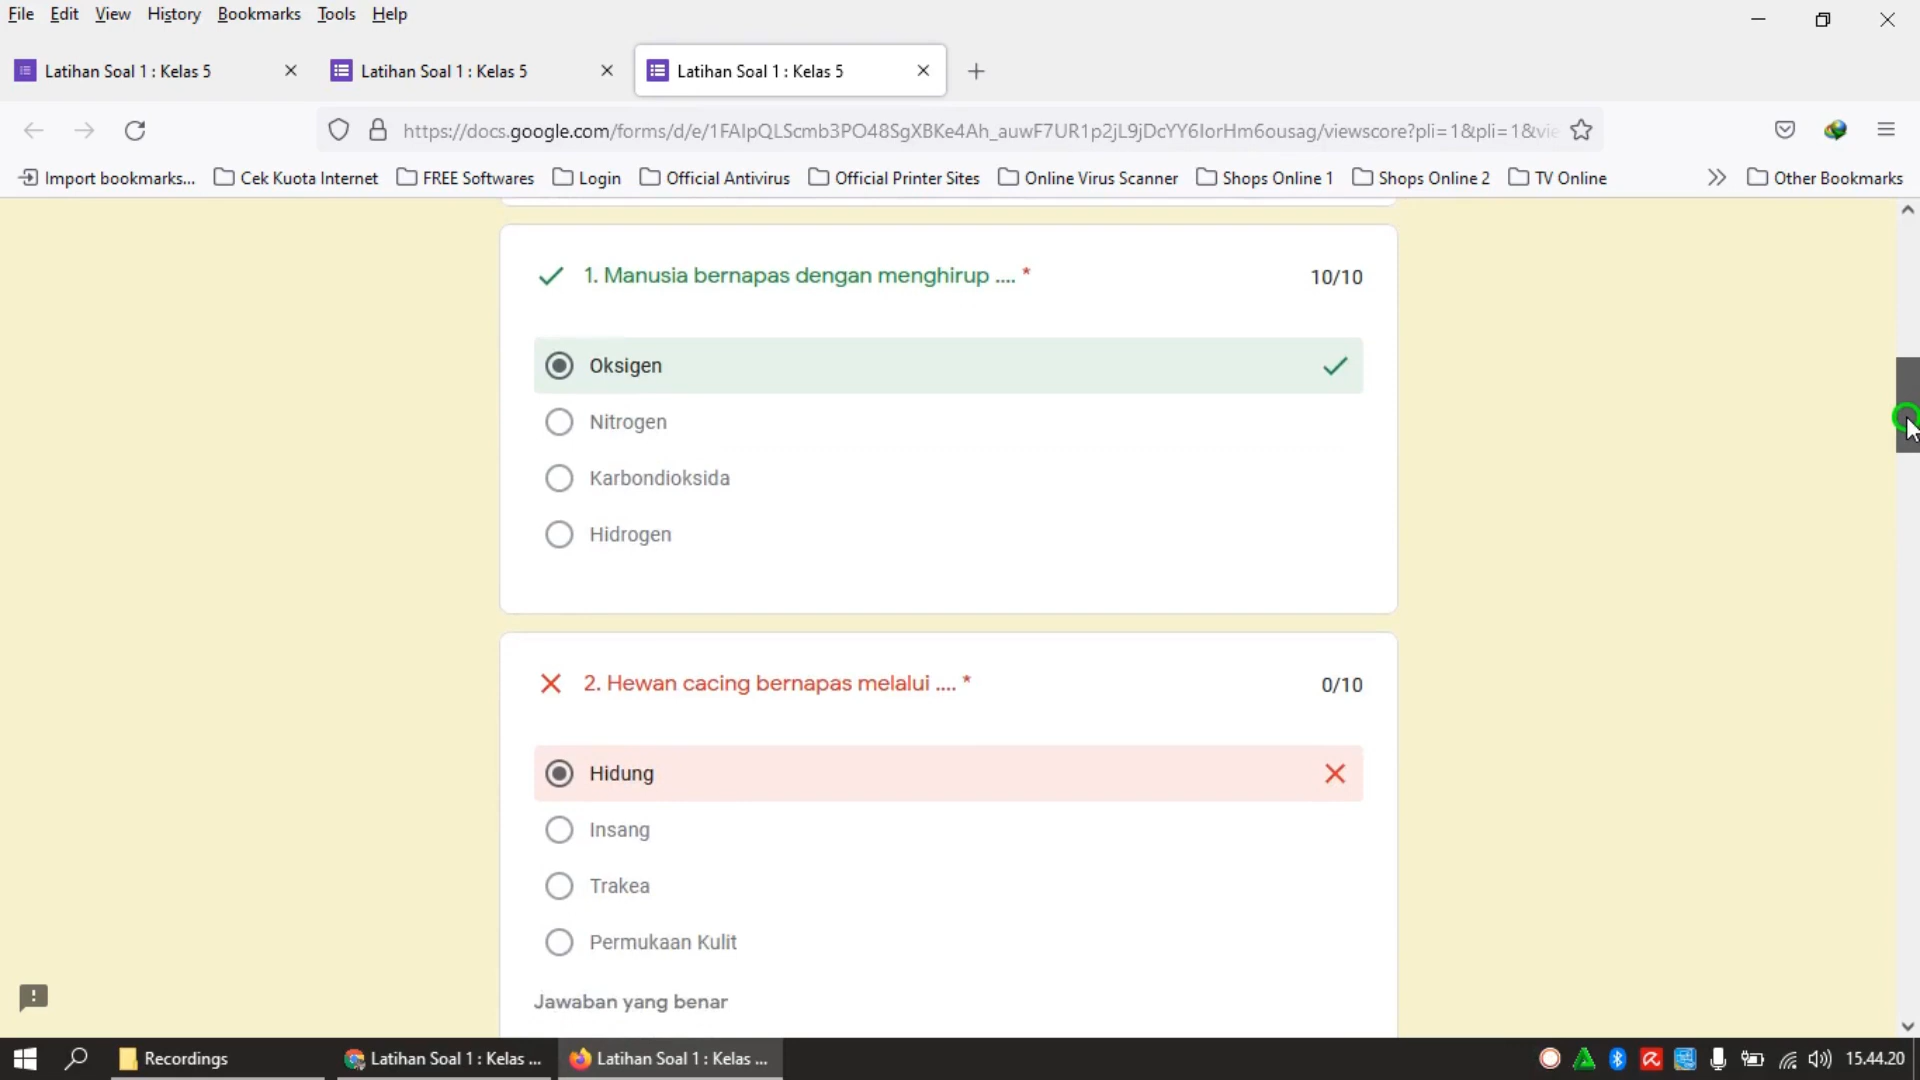 File Edit View History Bookmarks Tools Help
Latihan Soal 1 : Kelas 5 Latihan Soal 1 : Kelas 5 Latihan Soal 1 : Kelas 5
https://docs.google.com/forms/d/e/1FAIpQLScmb3PO48SgXBKe4Ah_auwF7UR1p2jL9jDcYY6IorHm6ousag/viewscore?pli=1&pli=1&vie
Import bookmarks... Cek Kuota Internet FREE Softwares Login Official Antivirus Official Printer Sites Online Virus Scanner Shops Online 1 Shops Online 2 TV Online Other Bookmarks
1. Manusia bernapas dengan menghirup .... * 10/10
Oksigen
Nitrogen
Karbondioksida
Hidrogen
2. Hewan cacing bernapas melalui .... * 0/10
Hidung
Insang
Trakea
Permukaan Kulit
Jawaban yang benar
Recordings Latihan Soal 1 : Kelas ... Latihan Soal 1 : Kelas ... 15.44.20